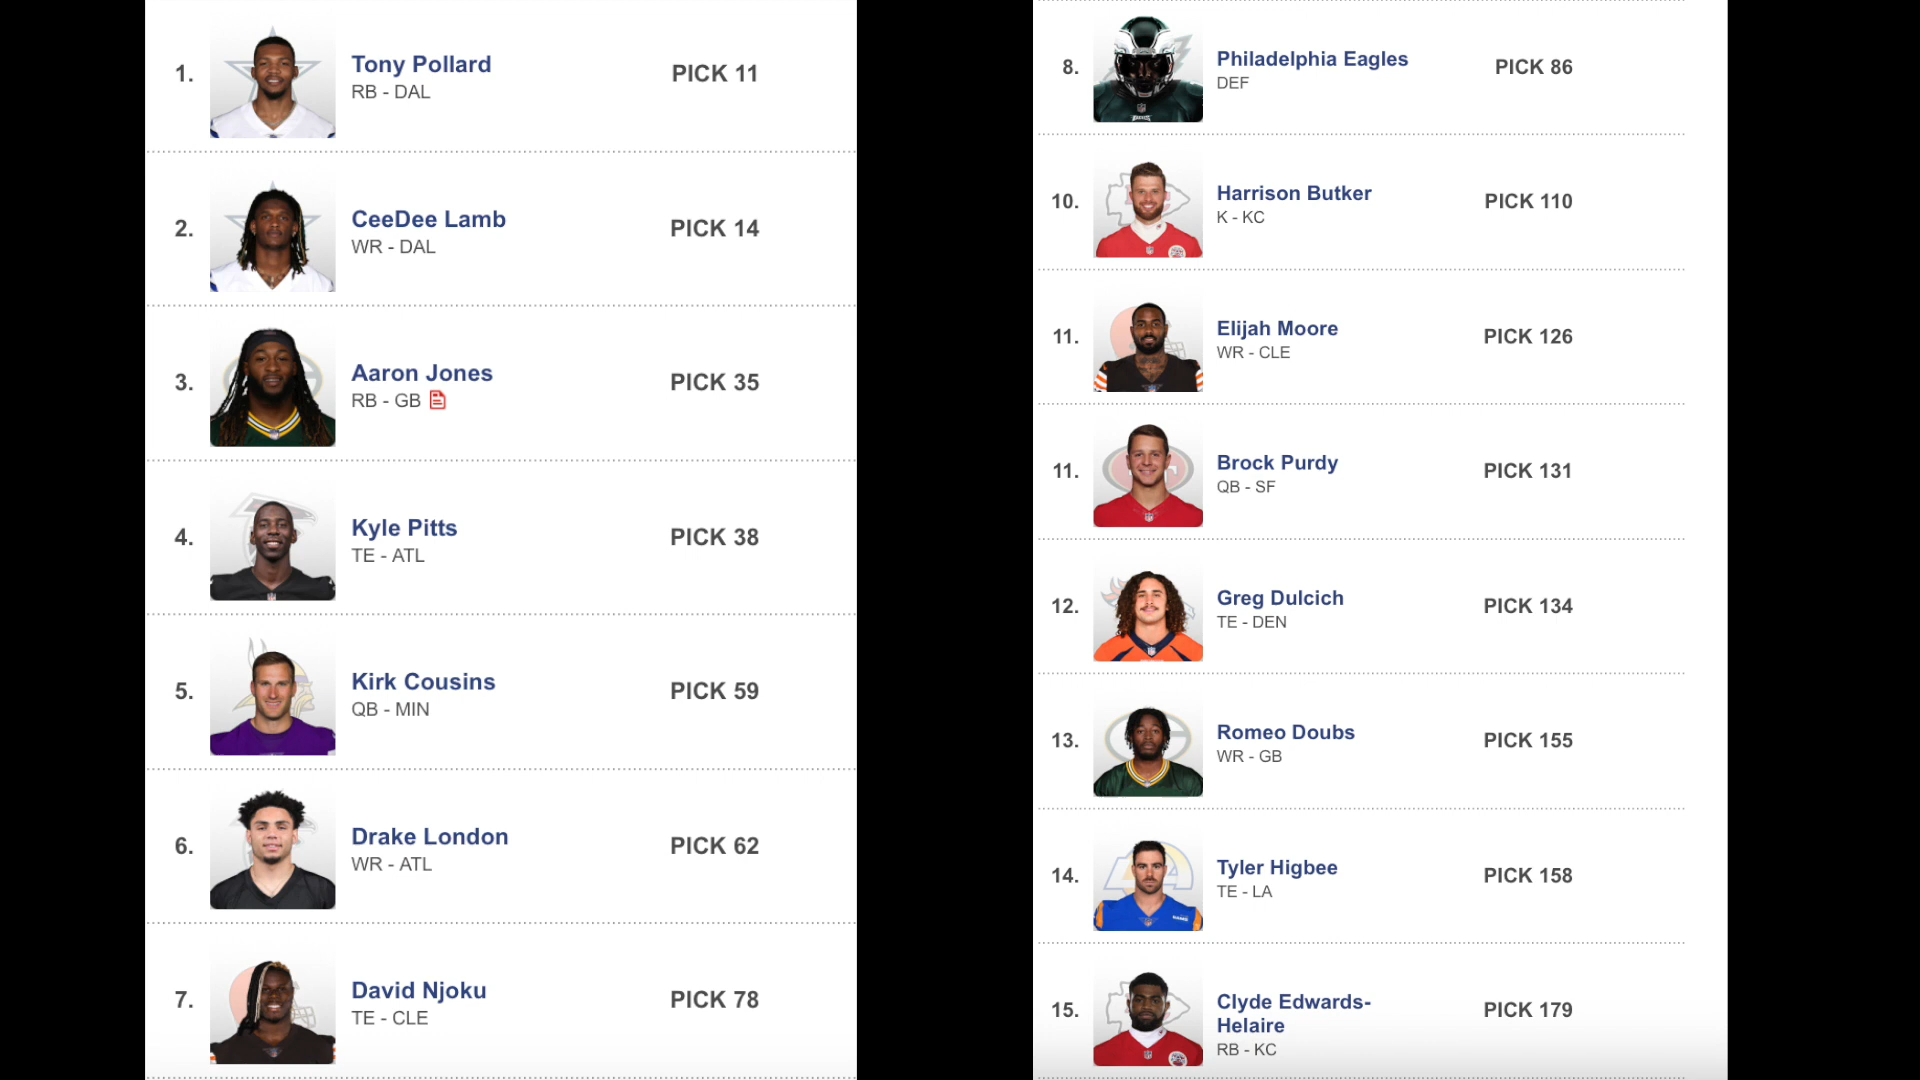 1.
Tony Pollard
PICK 11
RB - DAL
2.
CeeDee Lamb
PICK 14
WR - DAL
3.
Aaron Jones
PICK 35
RB - GB
4.
Kyle Pitts
PICK 38
TE - ATL
5.
Kirk Cousins
PICK 59
QB - MIN
6.
Drake London
PICK 62
WR - ATL
7.
David Njoku
PICK 78
TE - CLE
8.
Philadelphia Eagles
PICK 86
DEF
10.
Harrison Butker
PICK 110
K - KC
11.
Elijah Moore
PICK 126
WR - CLE
11.
Brock Purdy
PICK 131
QB - SF
12.
Greg Dulcich
PICK 134
TE - DEN
13.
Romeo Doubs
PICK 155
WR - GB
14.
Tyler Higbee
PICK 158
TE - LA
15.
Clyde Edwards-
Helaire
PICK 179
RB - KC